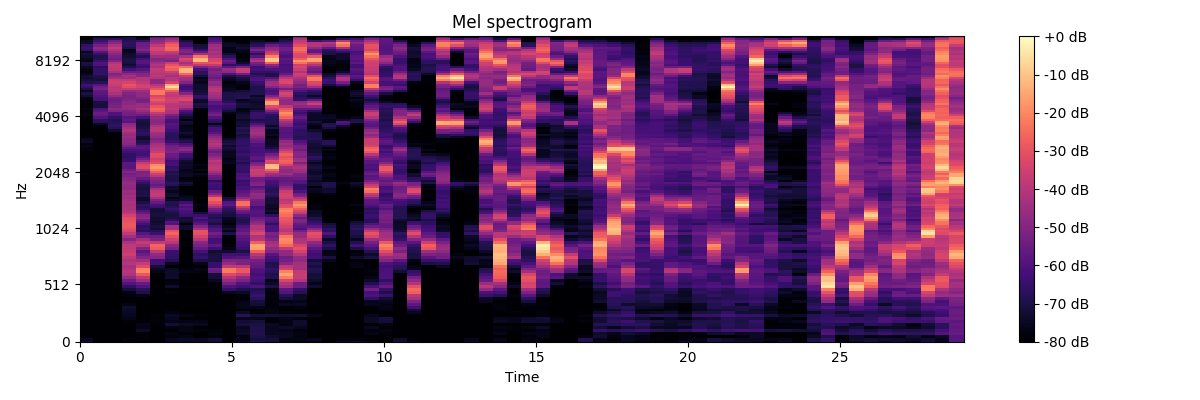 Mel spectrogram
Hz
8192
4096
2048
1024
512
0
0 5 10 15 20 25
Time
+0 dB
-10 dB
-20 dB
-30 dB
-40 dB
-50 dB
-60 dB
-70 dB
-80 dB